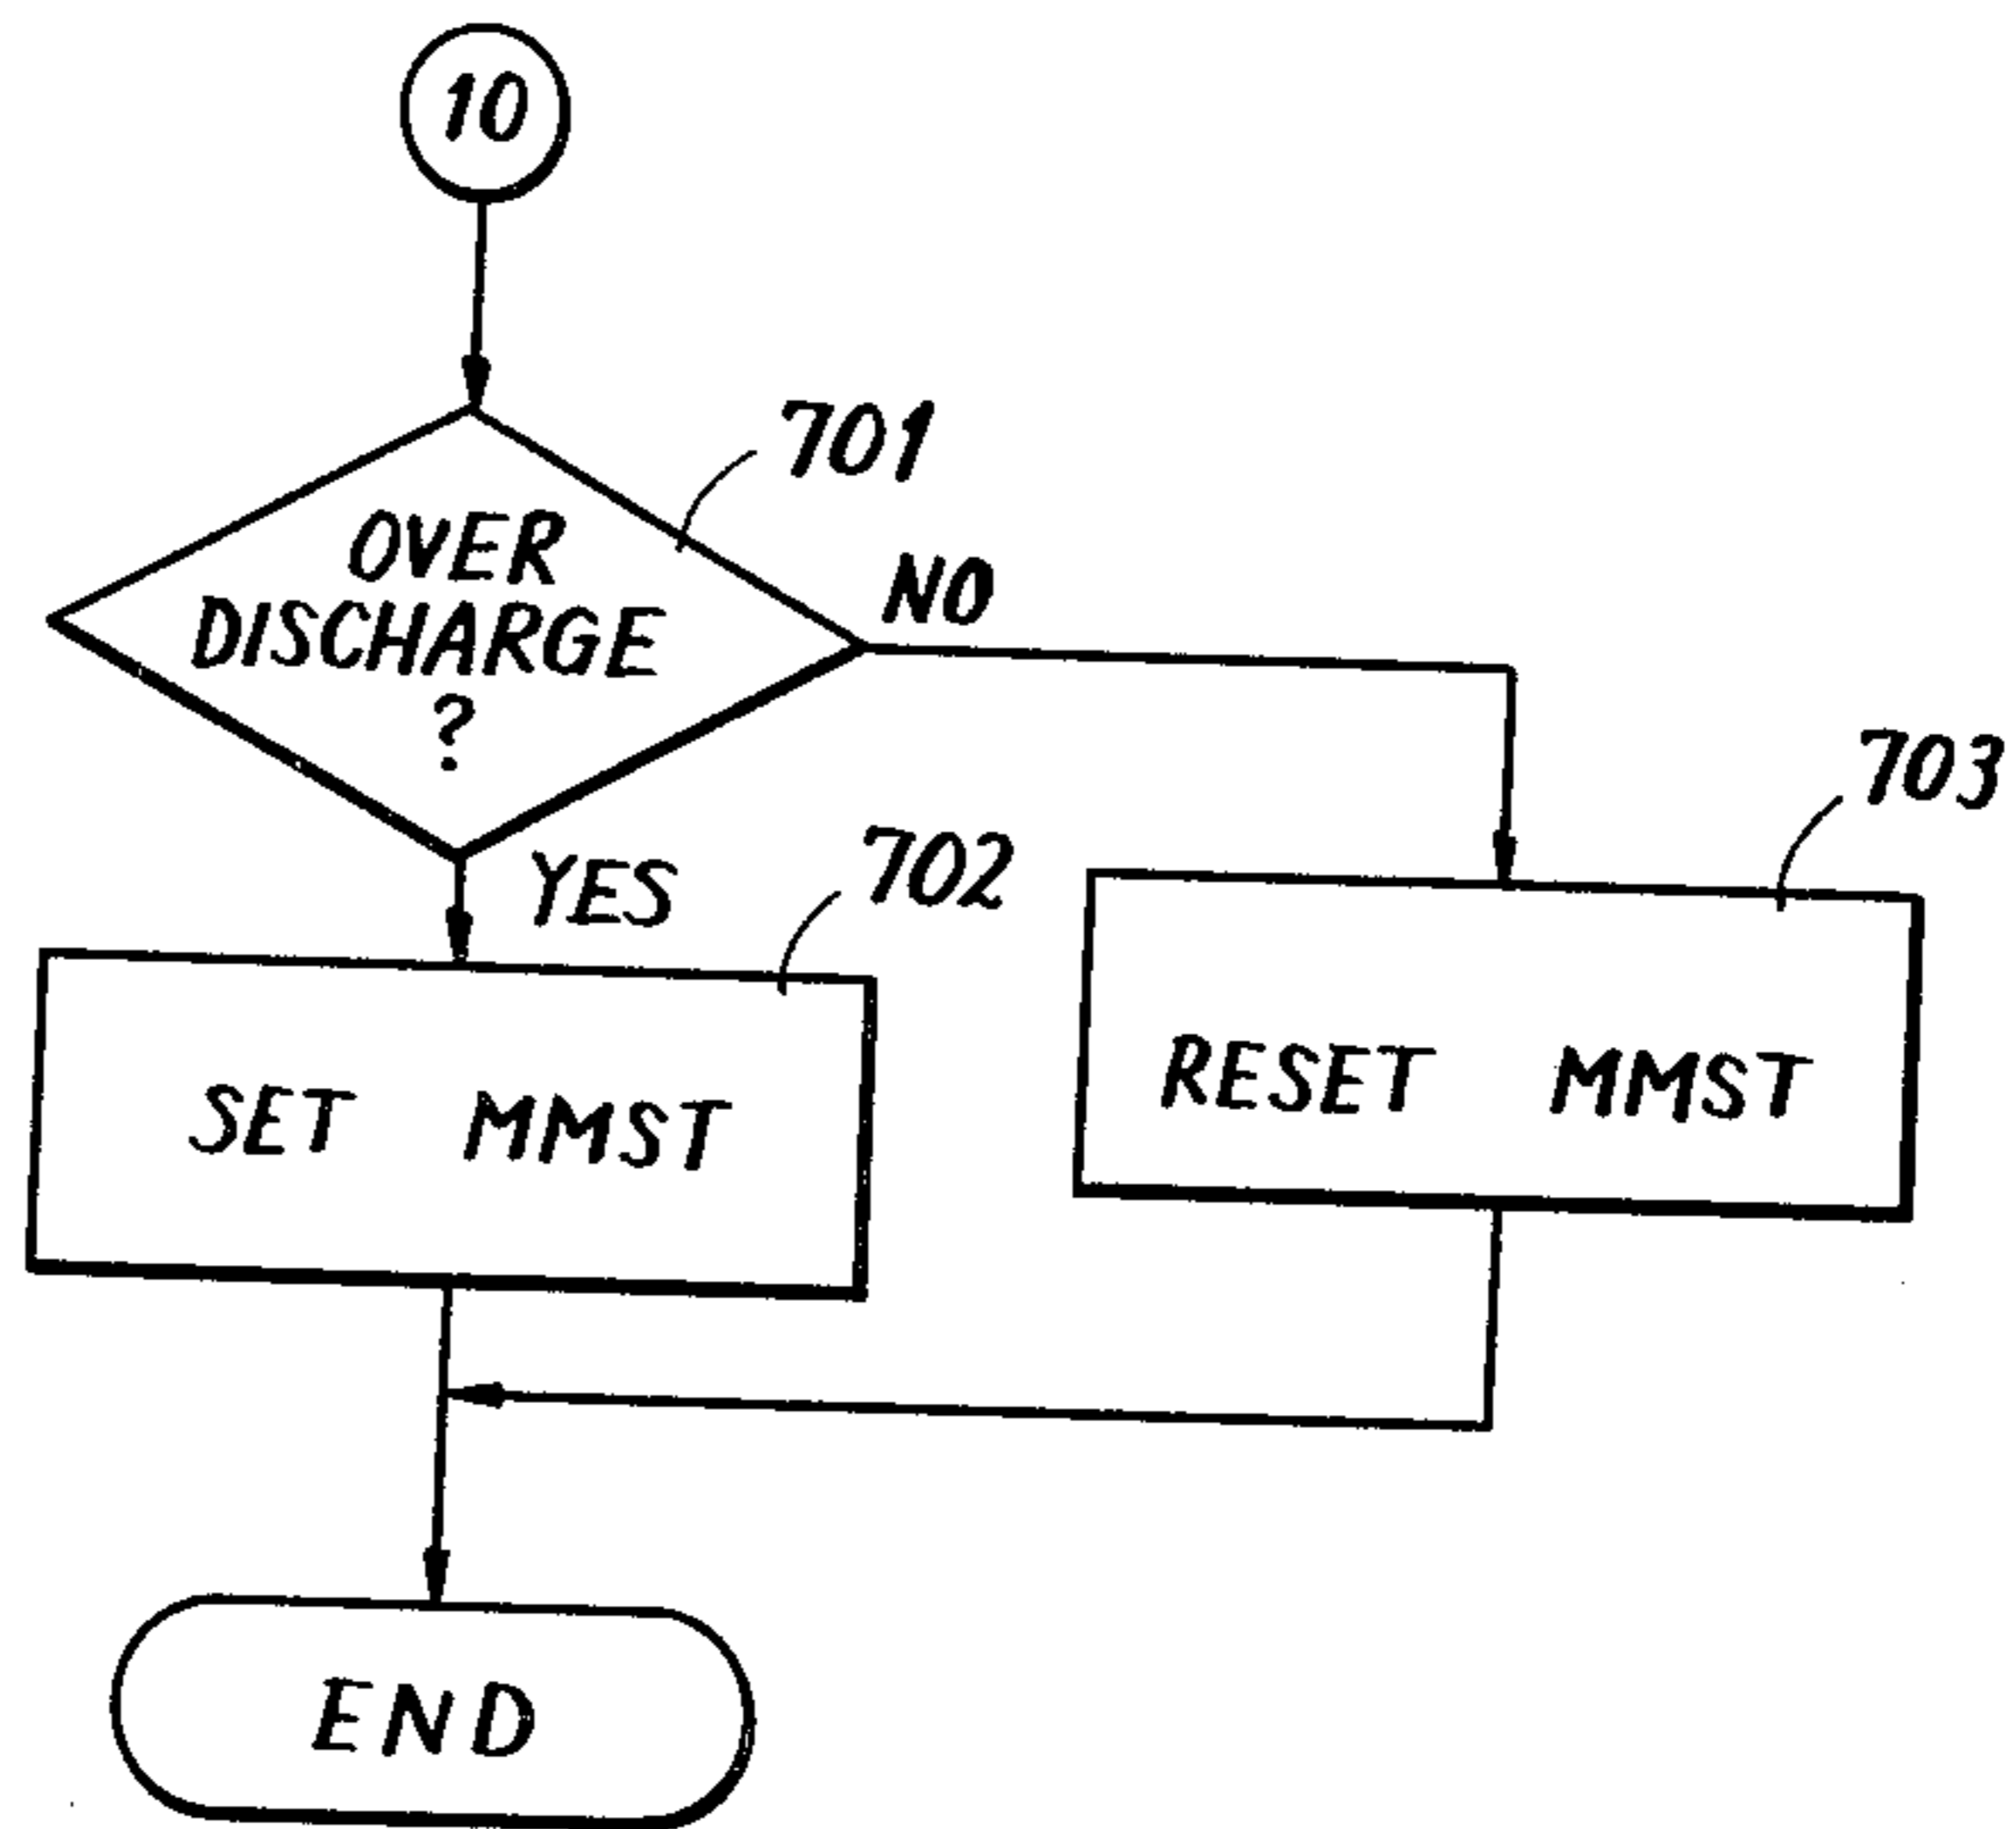 10
701
OVER
DISCHARGE
?
NO
YES
702
703
SET MMST
RESET MMST
END